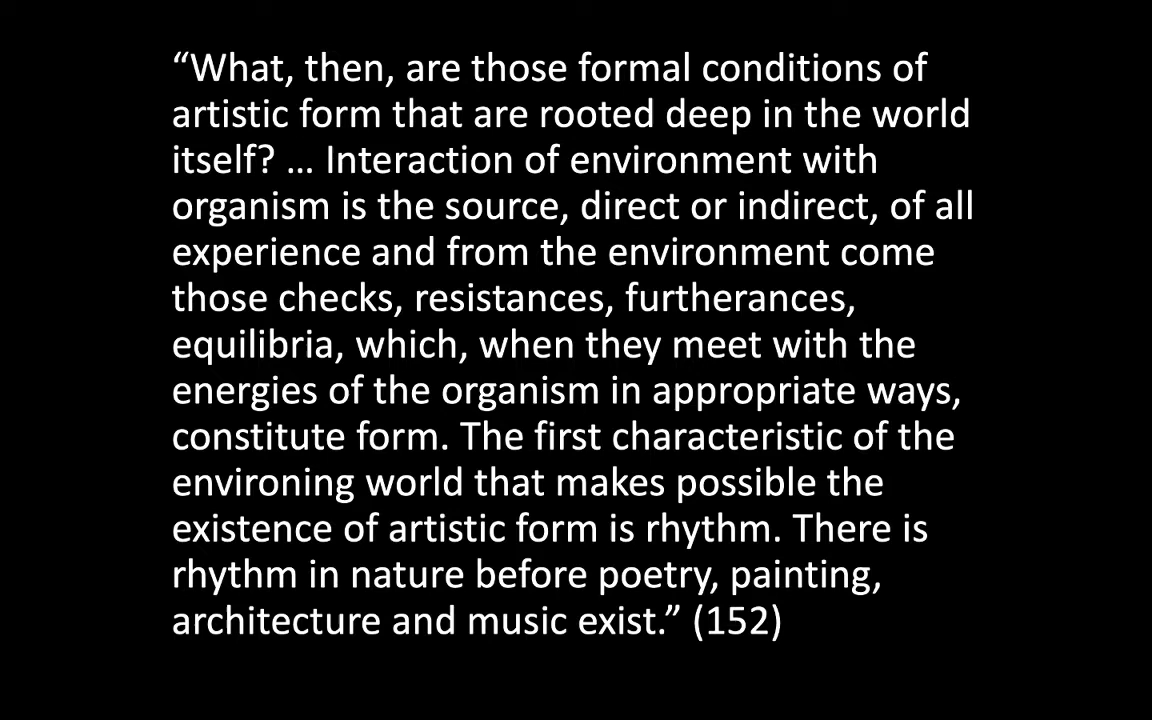 “What, then, are those formal conditions of
artistic form that are rooted deep in the world
itself? … Interaction of environment with
organism is the source, direct or indirect, of all
experience and from the environment come
those checks, resistances, furtherances,
equilibria, which, when they meet with the
energies of the organism in appropriate ways,
constitute form. The first characteristic of the
environing world that makes possible the
existence of artistic form is rhythm. There is
rhythm in nature before poetry, painting,
architecture and music exist.” (152)